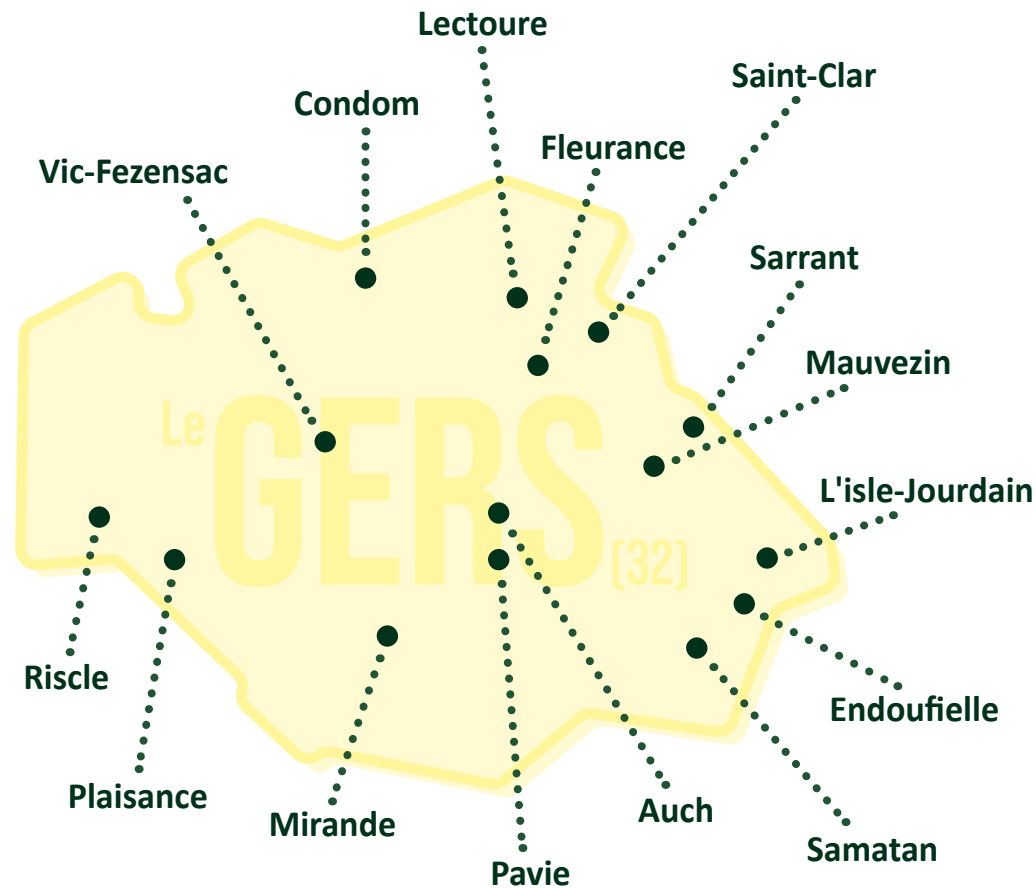 Lectoure
Saint-Clar
Condom
Fleurance
Vic-Fezensac
Sarrant
Mauvezin
Le
GERS
(32)
L'isle-Jourdain
Riscle
Endoufielle
Plaisance
Mirande
Auch
Samatan
Pavie